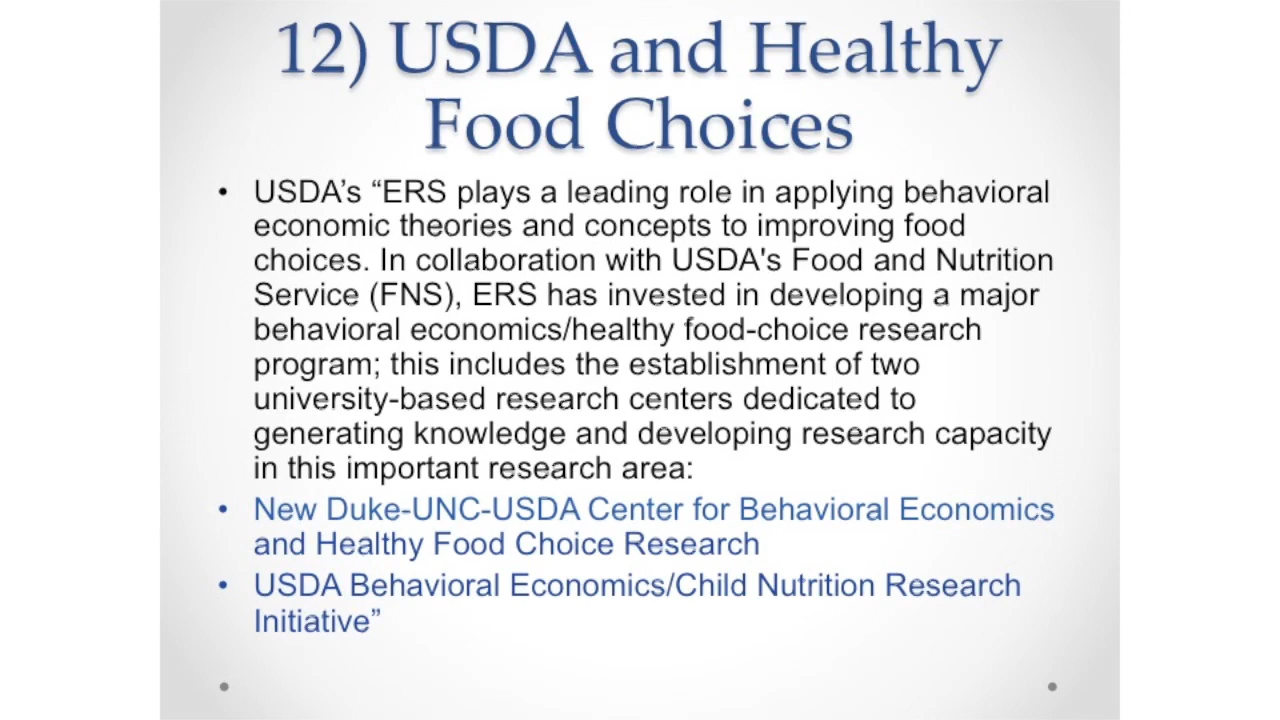 12) USDA and Healthy
Food Choices
• USDA’s “ERS plays a leading role in applying behavioral
economic theories and concepts to improving food
choices. In collaboration with USDA's Food and Nutrition
Service (FNS), ERS has invested in developing a major
behavioral economics/healthy food-choice research
program; this includes the establishment of two
university-based research centers dedicated to
generating knowledge and developing research capacity
in this important research area:
• New Duke-UNC-USDA Center for Behavioral Economics
and Healthy Food Choice Research
• USDA Behavioral Economics/Child Nutrition Research
Initiative”